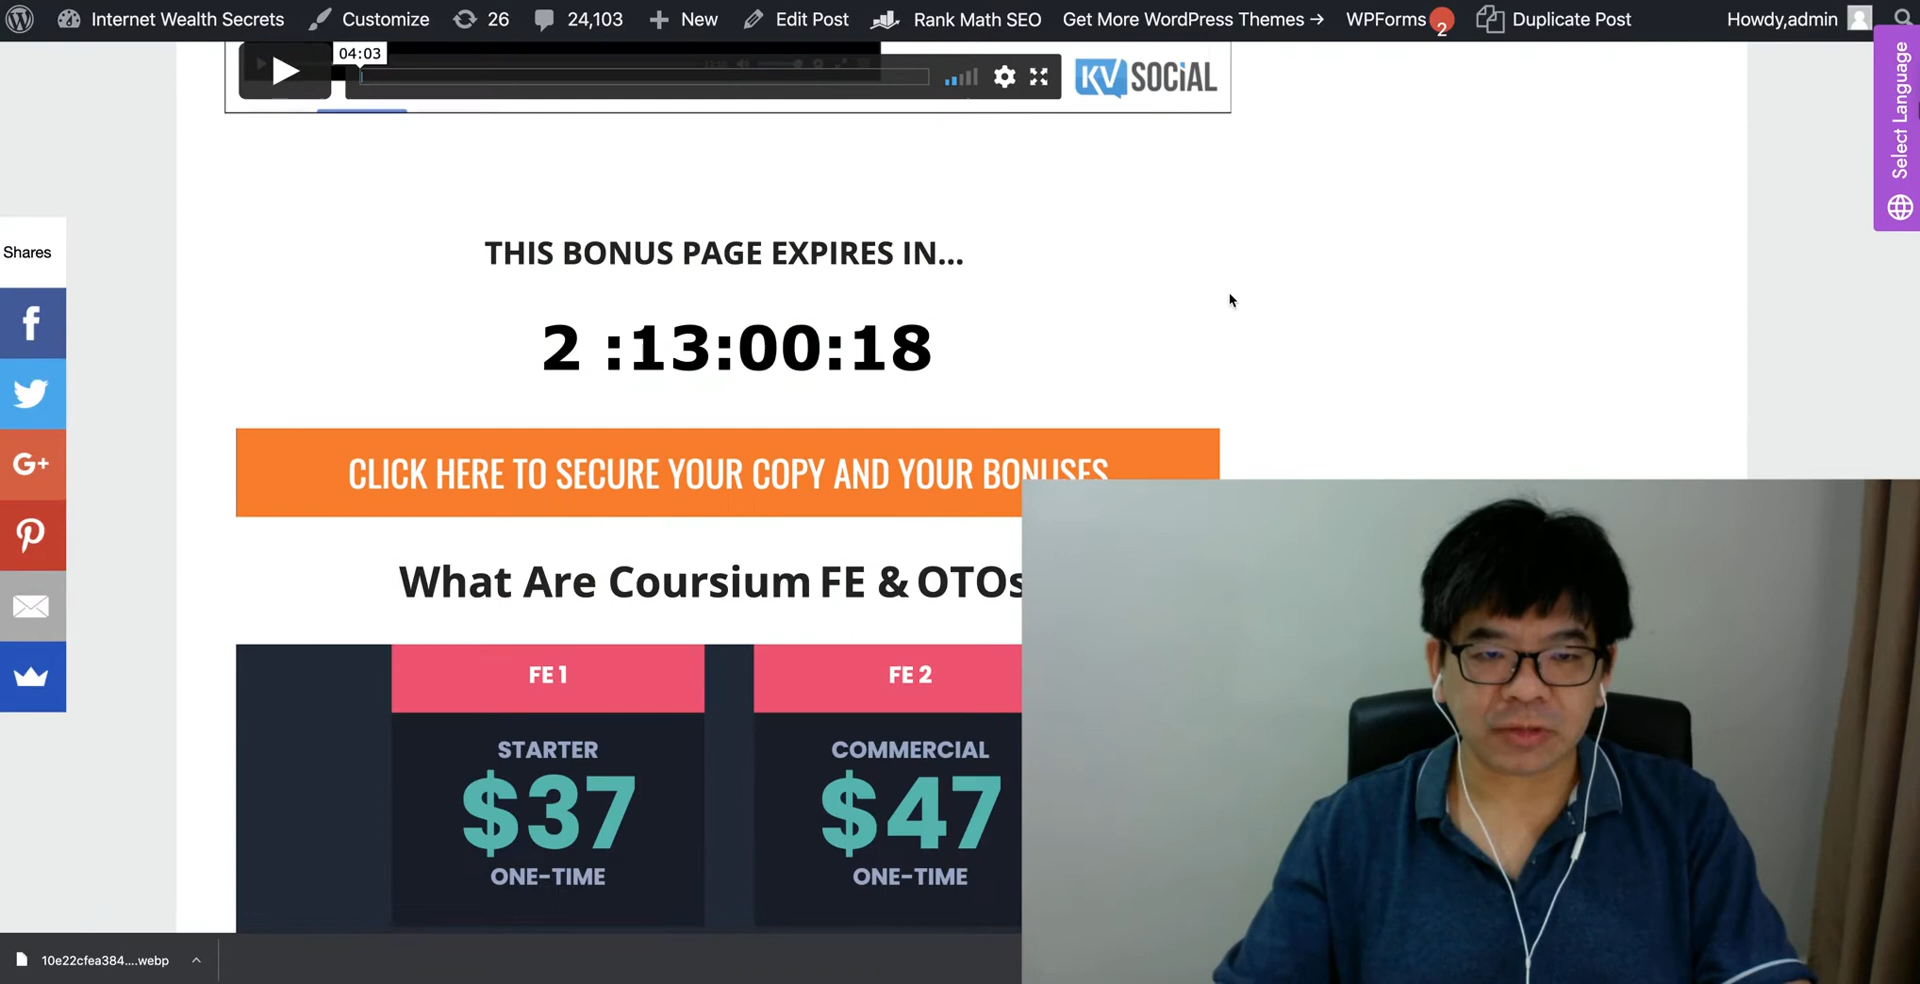 Internet Wealth Secrets Customize 26 24,103 New Edit Post Rank Math SEO Get More WordPress Themes → WPForms 2 Duplicate Post Howdy,admin
04:03
KV SOCiAL
Select Language
THIS BONUS PAGE EXPIRES IN...
Shares
2 :13:00:18
CLICK HERE TO SECURE YOUR COPY AND YOUR BONUSES
What Are Coursium FE & OTOs
FE 1
FE 2
STARTER
COMMERCIAL
$37
$47
ONE-TIME
ONE-TIME
10e22cfea384....webp